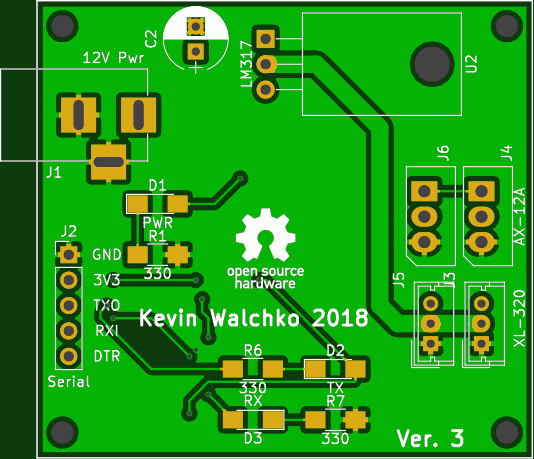 C2
12V Pwr
LM317
U2
J1
J6
J4
D1
PWR
R1
330
AX-12A
J2
GND
3V3
TXO
RXI
DTR
Serial
open source
hardware
J5
J3
XL-320
Kevin Walchko 2018
R6
330
D2
TX
RX
D3
R7
330
Ver. 3